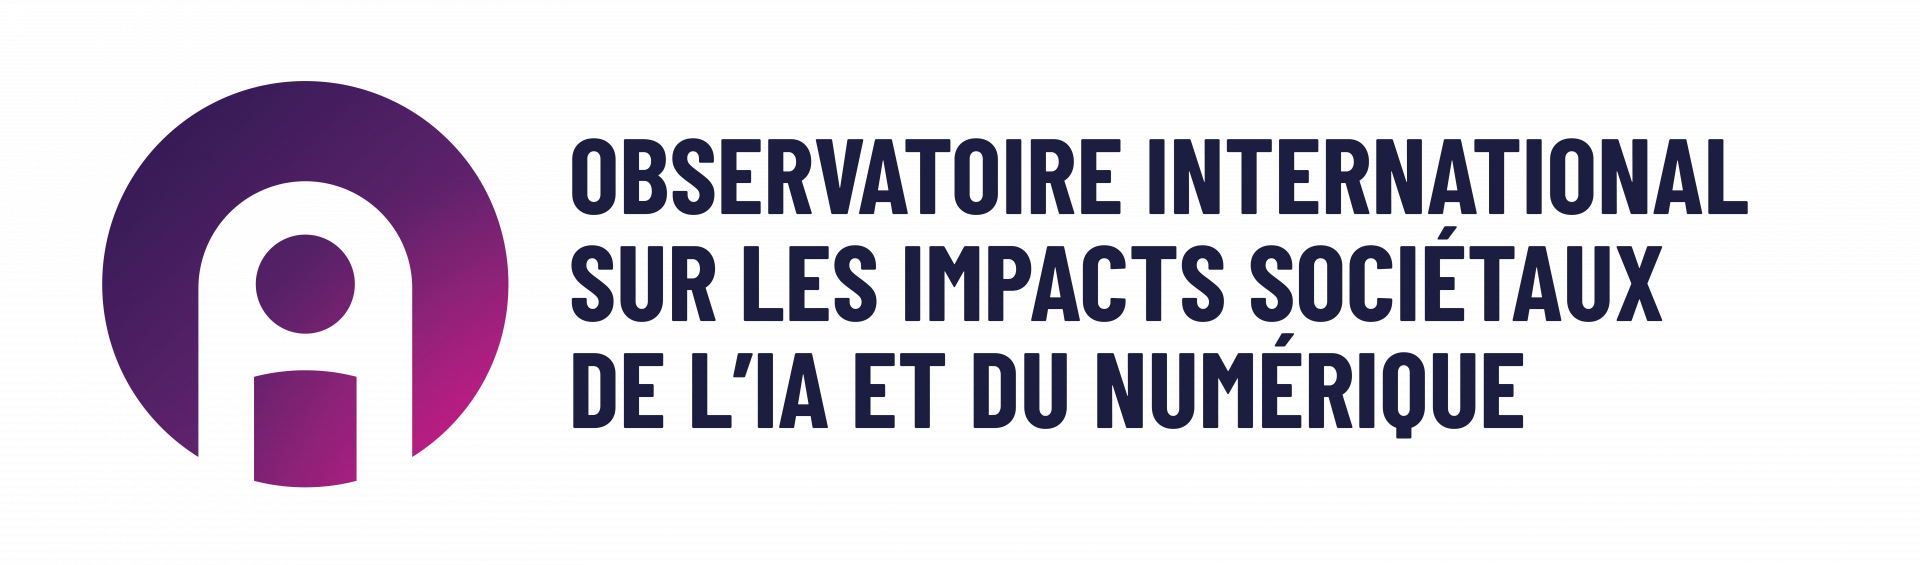 OBSERVATOIRE INTERNATIONAL
SUR LES IMPACTS SOCIÉTAUX
DE L’IA ET DU NUMÉRIQUE